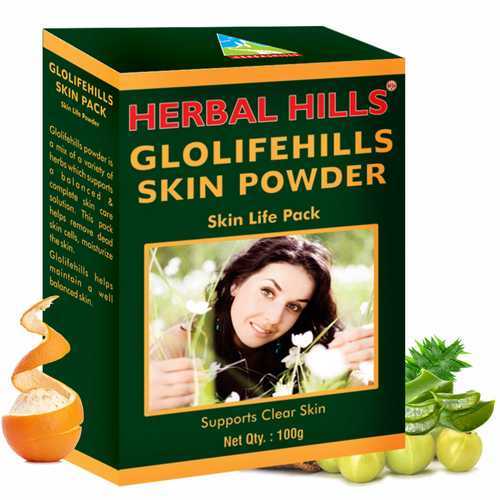 GLOLIFEHILLS
SKIN PACK
Skin Life Powder
Glolifehills powder is
a mix of a variety of
herbs which supports
a balanced &
complete skin care
solution. This pack
helps remove dead
skin cells, moisturize
the skin.
Glolifehills helps
maintain a well
balanced skin.
HERBAL HILLS
GLOLIFEHILLS
SKIN POWDER
Skin Life Pack
Supports Clear Skin
Net Qty. : 100g